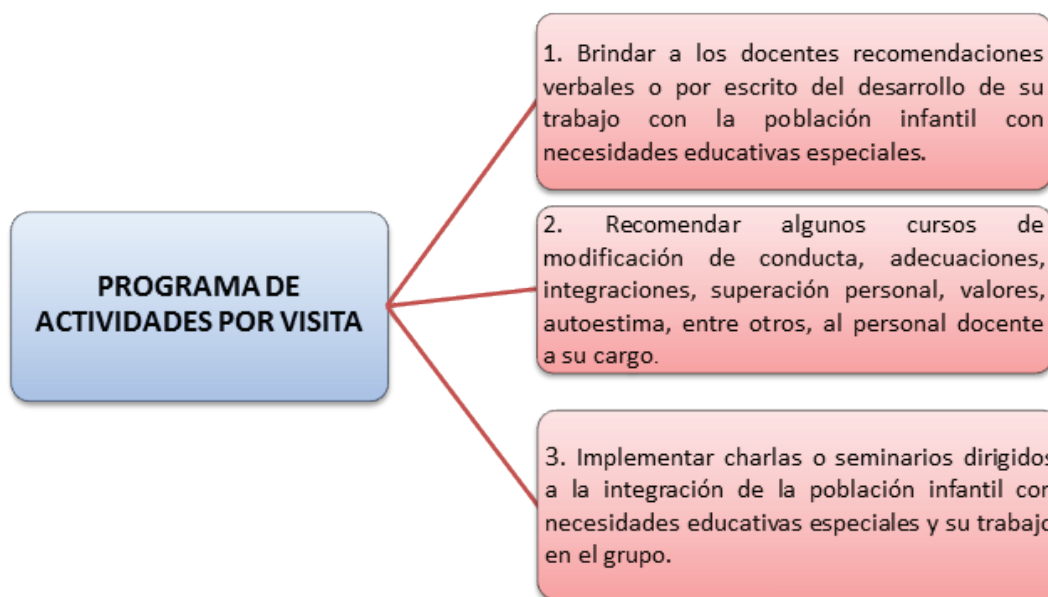 PROGRAMA DE
ACTIVIDADES POR VISITA
1. Brindar a los docentes recomendaciones
verbales o por escrito del desarrollo de su
trabajo con la población infantil con
necesidades educativas especiales.
2. Recomendar algunos cursos de
modificación de conducta, adecuaciones,
integraciones, superación personal, valores,
autoestima, entre otros, al personal docente
a su cargo.
3. Implementar charlas o seminarios dirigidos
a la integración de la población infantil con
necesidades educativas especiales y su trabajo
en el grupo.